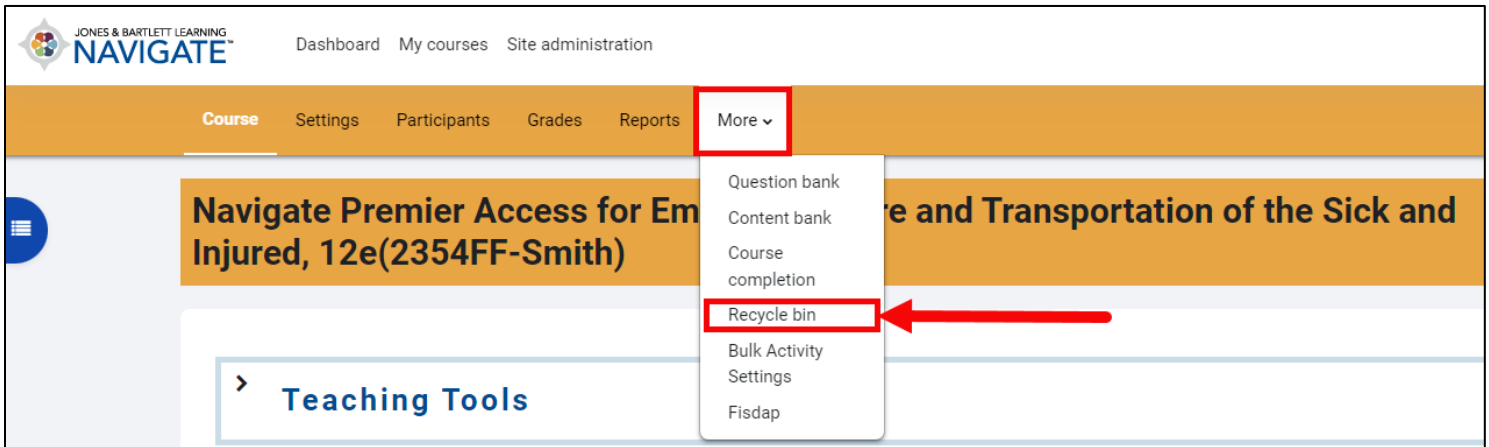 JONES & BARTLETT LEARNING
NAVIGATE™
Dashboard My courses Site administration
Course Settings Participants Grades Reports More
Question bank
Content bank
Course
completion
Recycle bin
Bulk Activity
Settings
Fisdap
Navigate Premier Access for Em e and Transportation of the Sick and
Injured, 12e(2354FF-Smith)
Teaching Tools